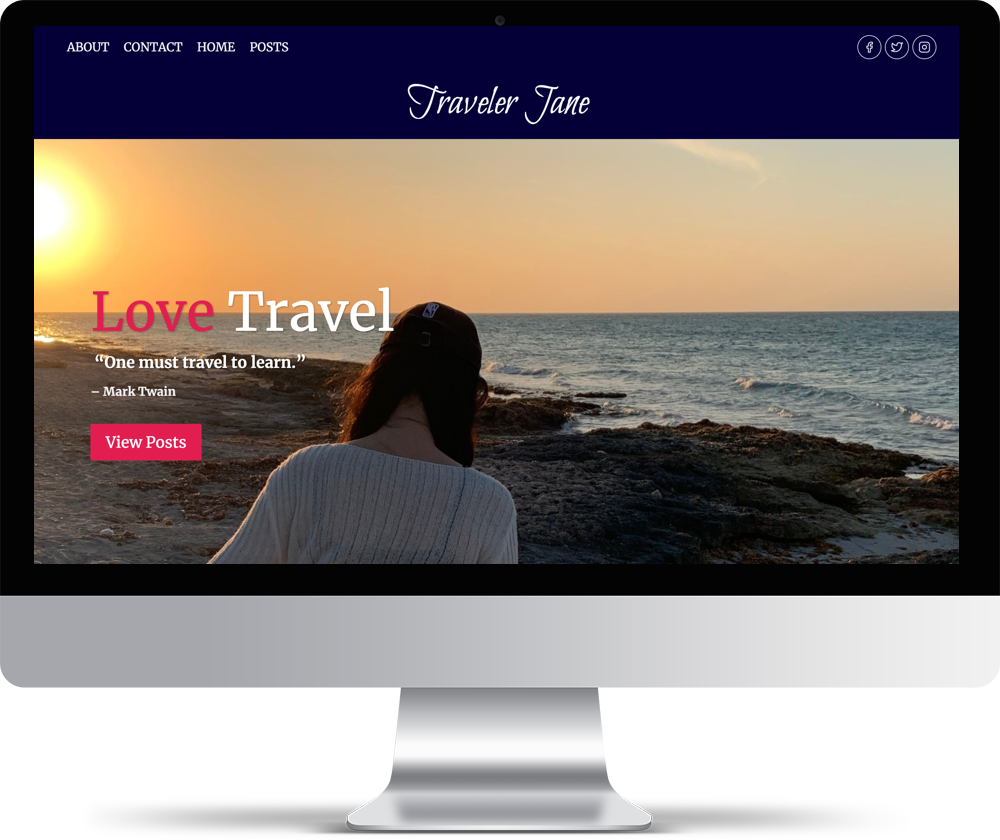 ABOUT CONTACT HOME POSTS
Traveler Jane
Love Travel
“One must travel to learn.”
– Mark Twain
View Posts